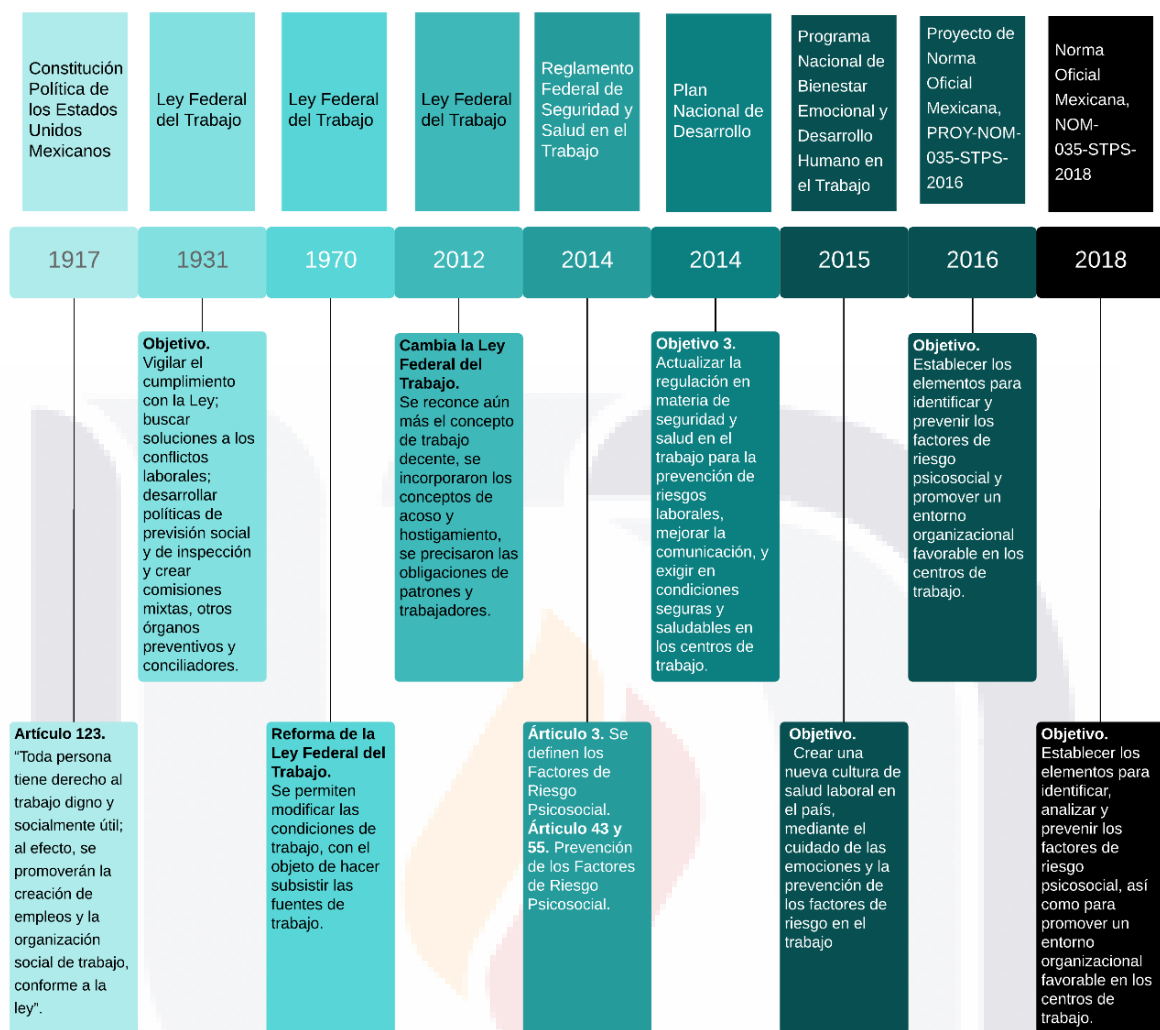 Constitución
Política de
los Estados
Unidos
Mexicanos
Ley Federal
del Trabajo
Ley Federal
del Trabajo
Ley Federal
del Trabajo
Reglamento
Federal de
Seguridad y
Salud en el
Trabajo
Plan
Nacional de
Desarrollo
Programa
Nacional de
Bienestar
Emocional y
Desarrollo
Humano en
el Trabajo
Proyecto de
Norma
Oficial
Mexicana,
PROY-NOM-
035-STPS-
2016
Norma
Oficial
Mexicana,
NOM-
035-STPS-
2018
1917
1931
1970
2012
2014
2014
2015
2016
2018
Objetivo.
Vigilar el
cumplimiento
con la Ley;
buscar
soluciones a los
conflictos
laborales;
desarrollar
políticas de
previsión social
y de inspección
y crear
comisiones
mixtas, otros
órganos
preventivos y
conciliadores.
Cambia la Ley
Federal del
Trabajo.
Se reconce aún
más el concepto
de trabajo
decente, se
incorporaron los
conceptos de
acoso y
hostigamiento,
se precisaron las
obligaciones de
patrones y
trabajadores.
Objetivo 3.
Actualizar la
regulación en
materia de
seguridad y
salud en el
trabajo para la
prevención de
riesgos
laborales,
mejorar la
comunicación, y
exigir en
condiciones
seguras y
saludables en
los centros de
trabajo.
Objetivo.
Establecer los
elementos para
identificar y
prevenir los
factores de
riesgo
psicosocial y
promover un
entorno
organizacional
favorable en los
centros de
trabajo.
Artículo 123.
"Toda persona
tiene derecho al
trabajo digno y
socialmente útil;
al efecto, se
promoverán la
creación de
empleos y la
organización
social de trabajo,
conforme a la
ley".
Reforma de la
Ley Federal del
Trabajo.
Se permiten
modificar las
condiciones de
trabajo, con el
objeto de hacer
subsistir las
fuentes de
trabajo.
Árticulo 3. Se
definen los
Factores de
Riesgo
Psicosocial.
Árticulo 43 y
55. Prevención
de los Factores
de Riesgo
Psicosocial.
Objetivo.
Crear una
nueva cultura de
salud laboral en
el país,
mediante el
cuidado de las
emociones y la
prevención de
los factores de
riesgo en el
trabajo
Objetivo.
Establecer los
elementos para
identificar,
analizar y
prevenir los
factores de
riesgo
psicosocial, así
como para
promover un
entorno
organizacional
favorable en los
centros de
trabajo.